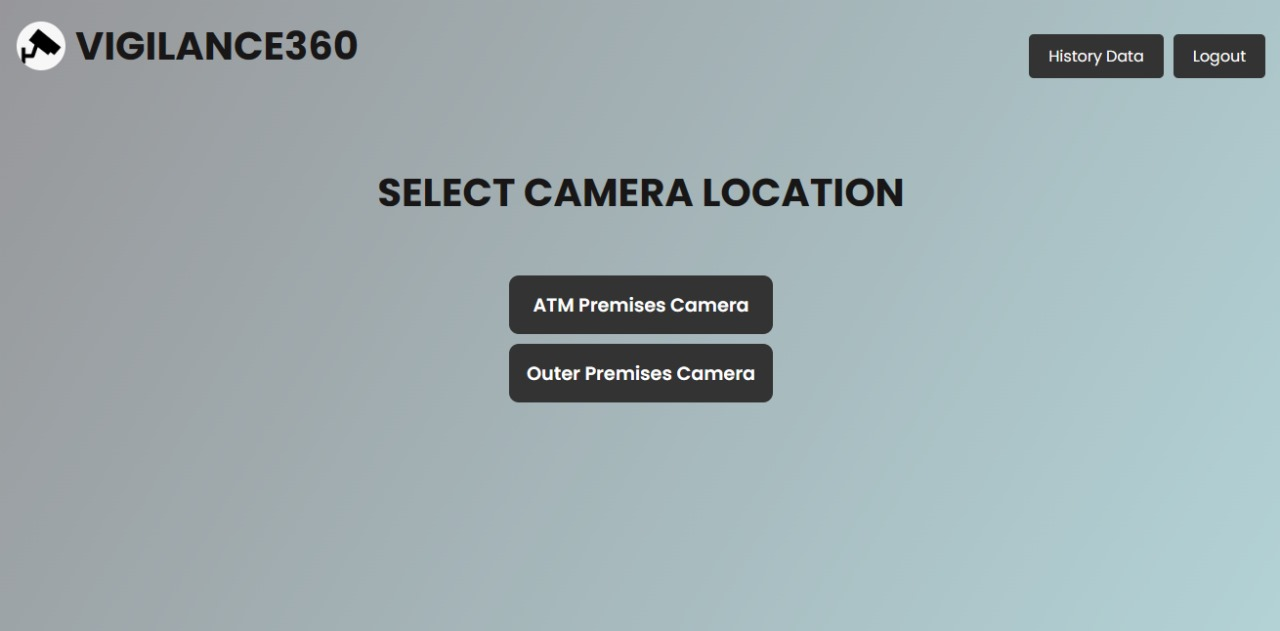 VIGILANCE360
History Data
Logout
SELECT CAMERA LOCATION
ATM Premises Camera
Outer Premises Camera